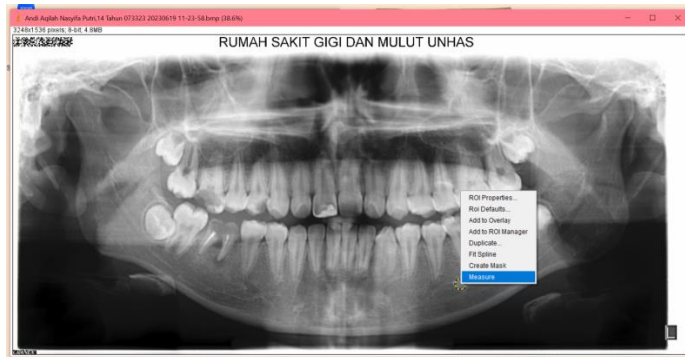 Andi Aqilah Nasyifa Putri,14 Tahun 073323 20230619 11-23-58.bmp (38.6%)
3248x1536 pixels; 8-bit; 4.8MB
RUMAH SAKIT GIGI DAN MULUT UNHAS
ROI Properties...
Roi Defaults...
Add to Overlay
Add to ROI Manager
Duplicate...
Fit Spline
Create Mask
Measure